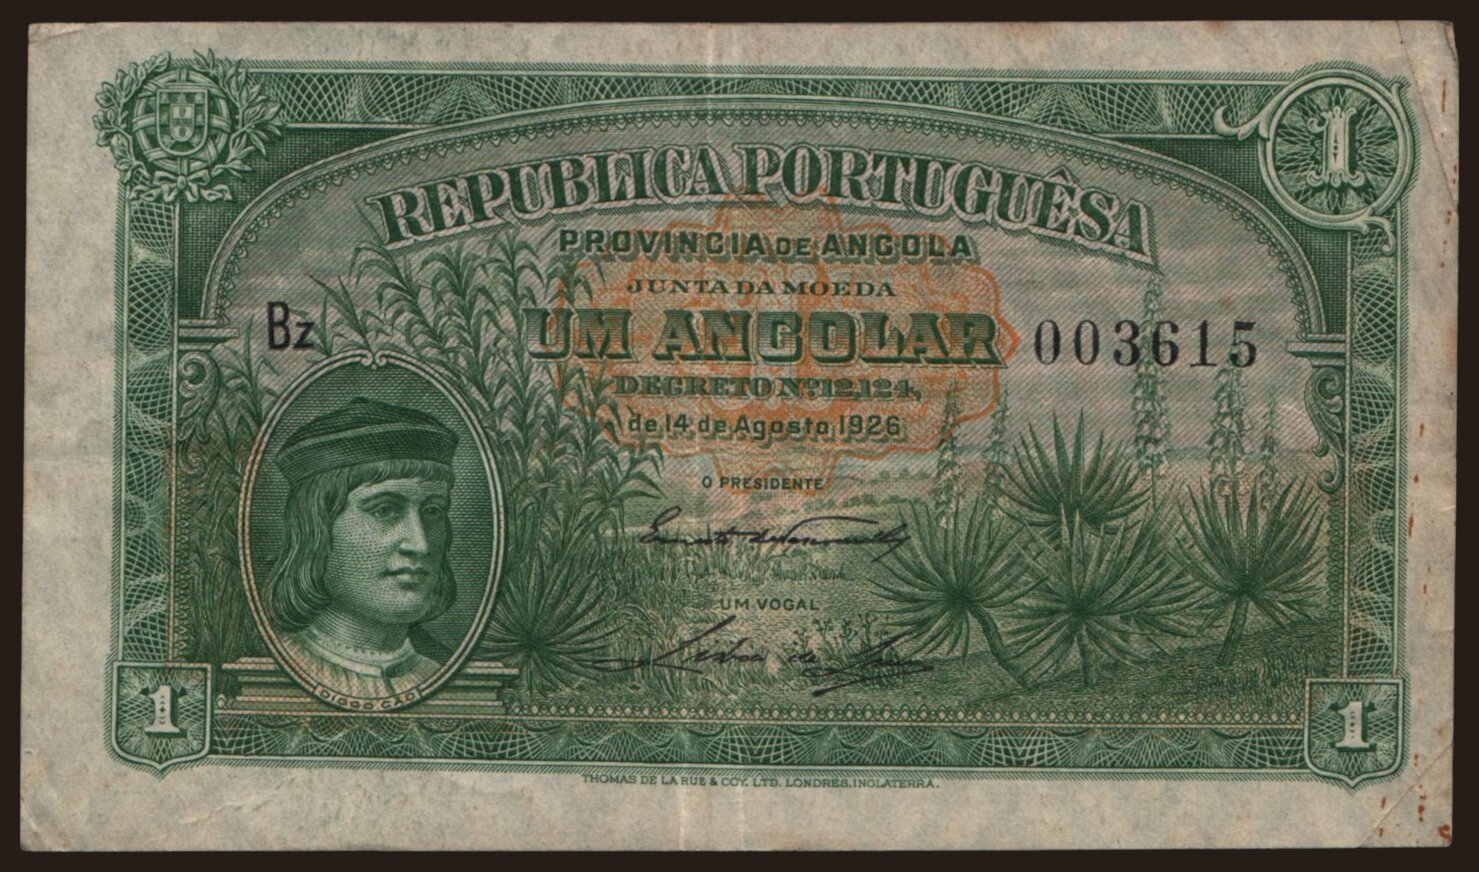 1
REPUBLICA PORTUGUÊSA
PROVINCIA DE ANGOLA
JUNTA DA MOEDA
Bz
UM ANGOLAR
003615
DECRETO Nº. 12,124,
de 14 de Agosto 1926
O PRESIDENTE
UM VOGAL
DIOGO CÃO
1
1
THOMAS DE LA RUE & COY. LTD. LONDRES, INGLATERRA.